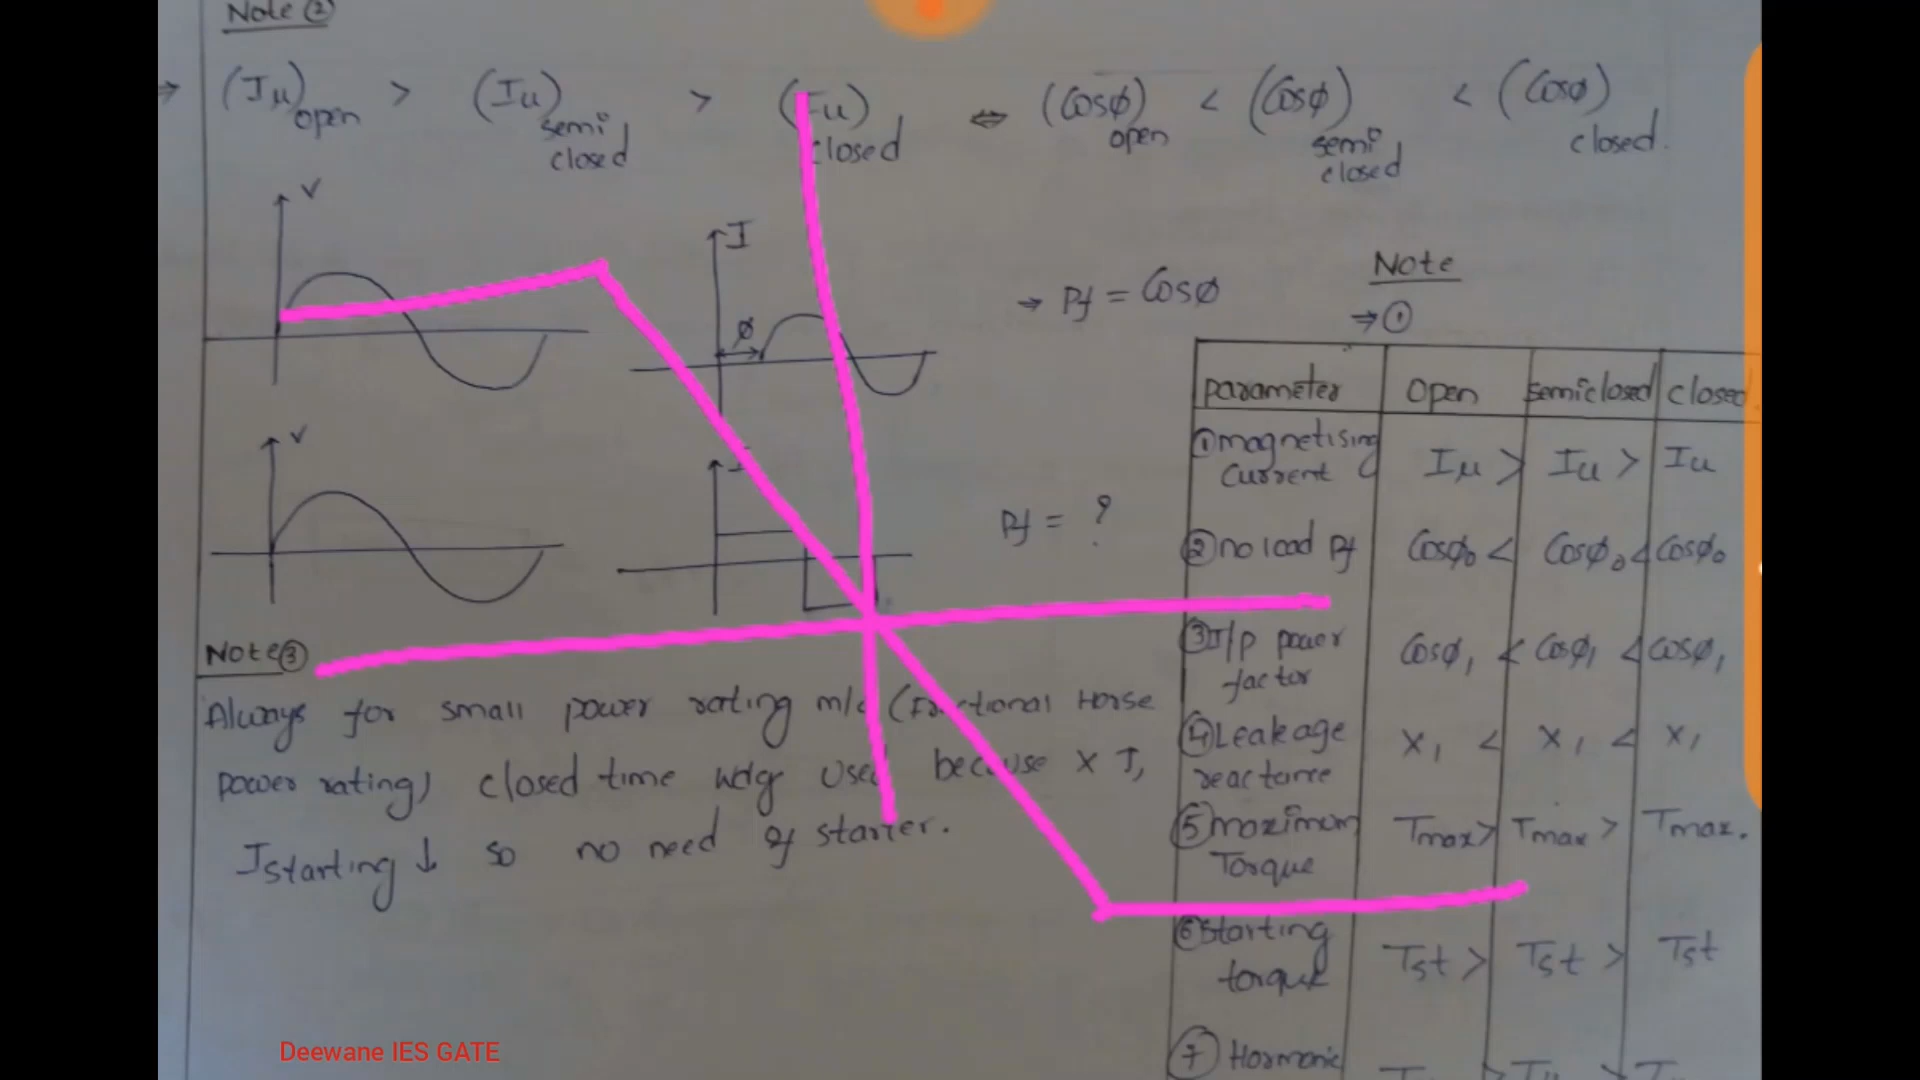 Note ②
⇒ (Iμ)open > (Iu)semi closed > (Iu)closed ⇔ (Cosϕ)open < (Cosϕ)semi closed < (Cosϕ)closed.
V
I
ϕ
→ Pf = Cosϕ
Note
⇒ ①
V
Pf = ?
parameter Open semiclosed closed
① magnetising current Iμ > Iu > Iu
② no load Pf Cosϕ₀ < Cosϕ₀ < Cosϕ₀
③ I/p power factor Cosϕ₁ < Cosϕ₁ < Cosϕ₁
④ Leakage reactance X₁ < X₁ < X₁
⑤ maximum Torque Tmax > Tmax > Tmax.
⑥ Starting torque Tst > Tst > Tst
⑦ Harmonic
Note ③
Always for small power rating m/c (Fractional Horse
power rating) closed time wdg used because X ↑,
Istarting ↓ so no need of starter.
Deewane IES GATE